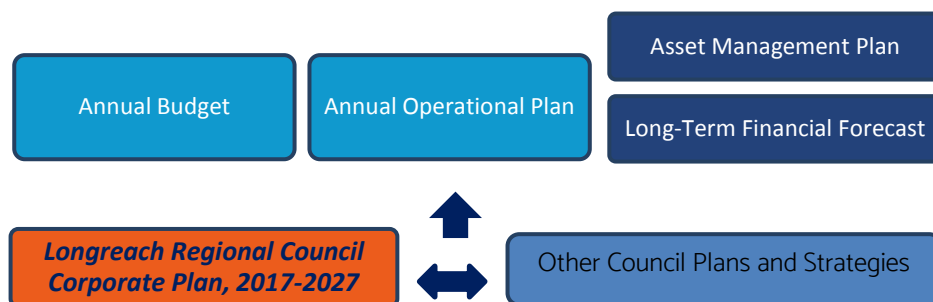 Asset Management Plan
Annual Budget
Annual Operational Plan
Long-Term Financial Forecast
Longreach Regional Council
Corporate Plan, 2017-2027
Other Council Plans and Strategies